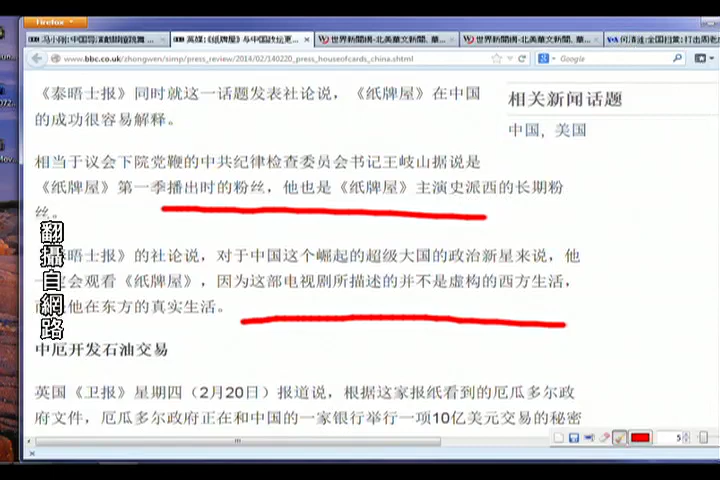 Firefox
冯小刚:中国导演戴脚镣跳舞 ...
英媒:《纸牌屋》与中国政坛更...
世界新聞網-北美華文新聞、華...
世界新聞網-北美華文新聞、華...
www.bbc.co.uk/zhongwen/simp/press_review/2014/02/140220_press_houseofcards_china.shtml
Google
《泰晤士报》同时就这一话题发表社论说，《纸牌屋》在中国
的成功很容易解释。
相关新闻话题
中国, 美国
相当于议会下院党鞭的中共纪律检查委员会书记王岐山据说是
《纸牌屋》第一季播出时的粉丝，他也是《纸牌屋》主演史派西的长期粉
丝。
泰晤士报》的社论说，对于中国这个崛起的超级大国的政治新星来说，他
会观看《纸牌屋》，因为这部电视剧所描述的并不是虚构的西方生活，
他在东方的真实生活。
翻攝自網路
中厄开发石油交易
英国《卫报》星期四（2月20日）报道说，根据这家报纸看到的厄瓜多尔政
府文件，厄瓜多尔政府正在和中国的一家银行举行一项10亿美元交易的秘密
5